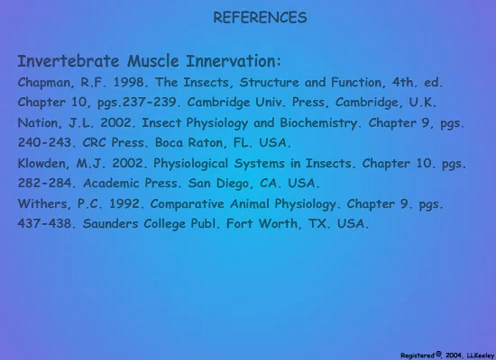 REFERENCES
Invertebrate Muscle Innervation:
Chapman, R.F. 1998. The Insects, Structure and Function, 4th. ed.
Chapter 10, pgs.237-239. Cambridge Univ. Press, Cambridge, U.K.
Nation, J.L. 2002. Insect Physiology and Biochemistry. Chapter 9, pgs.
240-243. CRC Press. Boca Raton, FL. USA.
Klowden, M.J. 2002. Physiological Systems in Insects. Chapter 10. pgs.
282-284. Academic Press. San Diego, CA. USA.
Withers, P.C. 1992. Comparative Animal Physiology. Chapter 9. pgs.
437-438. Saunders College Publ. Fort Worth, TX. USA.
Registered®, 2004, LLKeeley